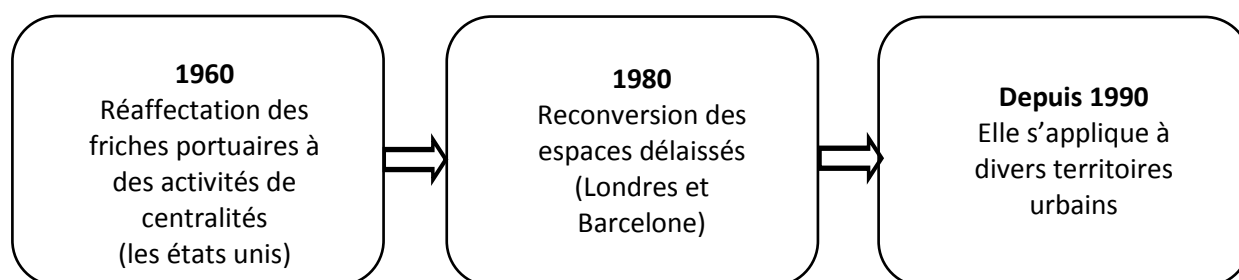 1960
Réaffectation des
friches portuaires à
des activités de
centralités
(les états unis)
1980
Reconversion des
espaces délaissés
(Londres et
Barcelone)
Depuis 1990
Elle s’applique à
divers territoires
urbains